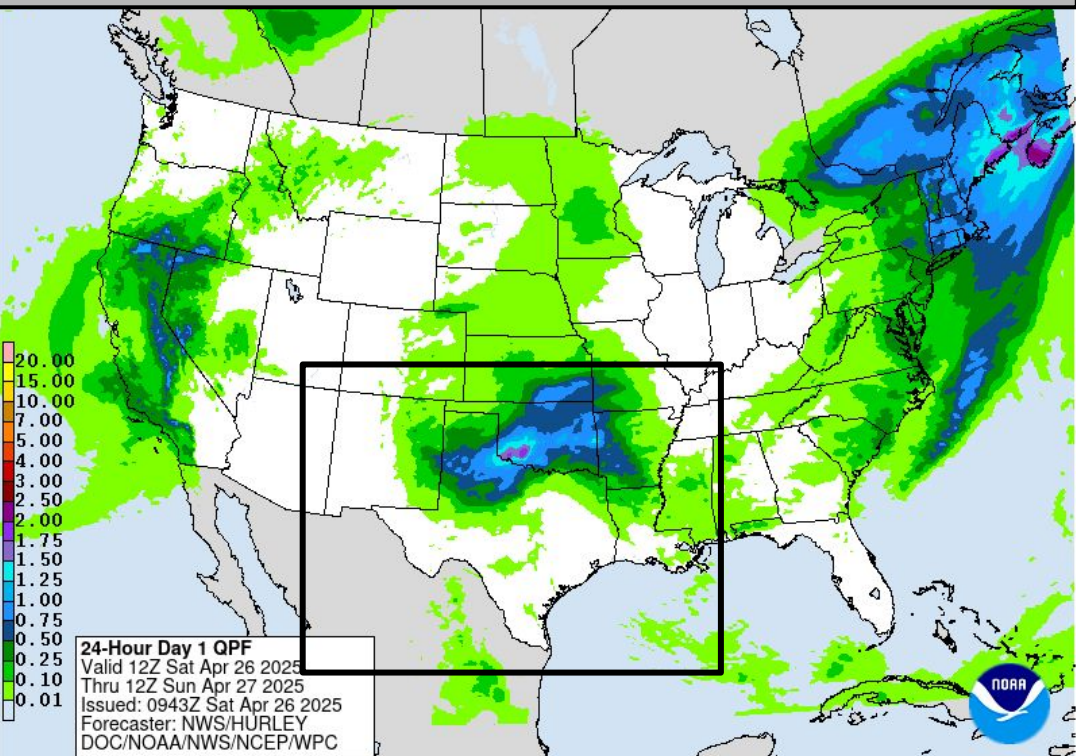 20.00
15.00
10.00
7.00
5.00
4.00
3.00
2.50
2.00
1.75
1.50
1.25
1.00
0.75
0.50
0.25
0.10
0.01
24-Hour Day 1 QPF
Valid 12Z Sat Apr 26 2025
Thru 12Z Sun Apr 27 2025
Issued: 0943Z Sat Apr 26 2025
Forecaster: NWS/HURLEY
DOC/NOAA/NWS/NCEP/WPC
NOAA